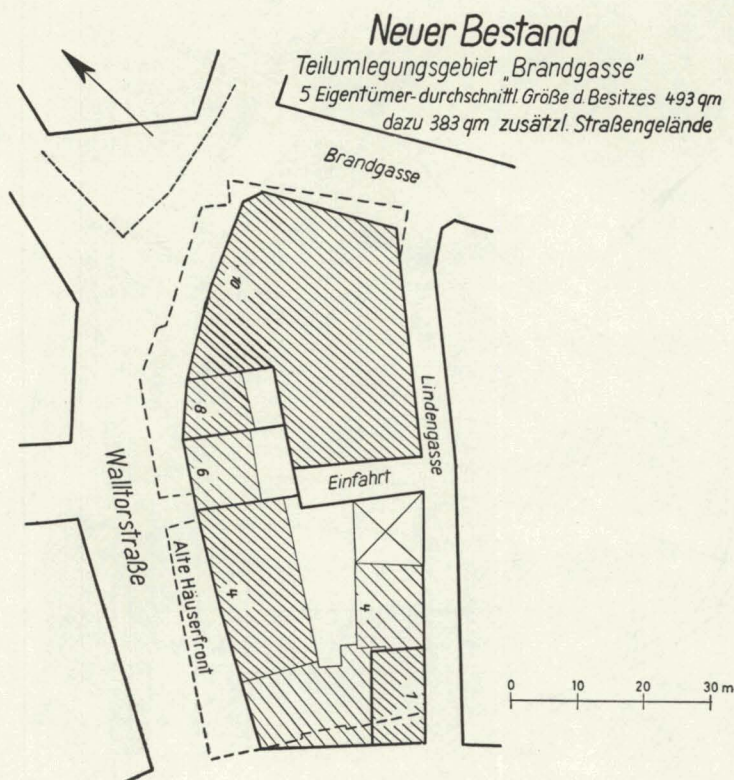 Neuer Bestand
Teilumlegungsgebiet „Brandgasse"
5 Eigentümer-durchschnittl. Größe d. Besitzes 493 qm
dazu 383 qm zusätzl. Straßengelände
Brandgasse
10
Lindengasse
8
6
Einfahrt
Walltorstraße
Alte Häuserfront
4
4
1
0 10 20 30 m